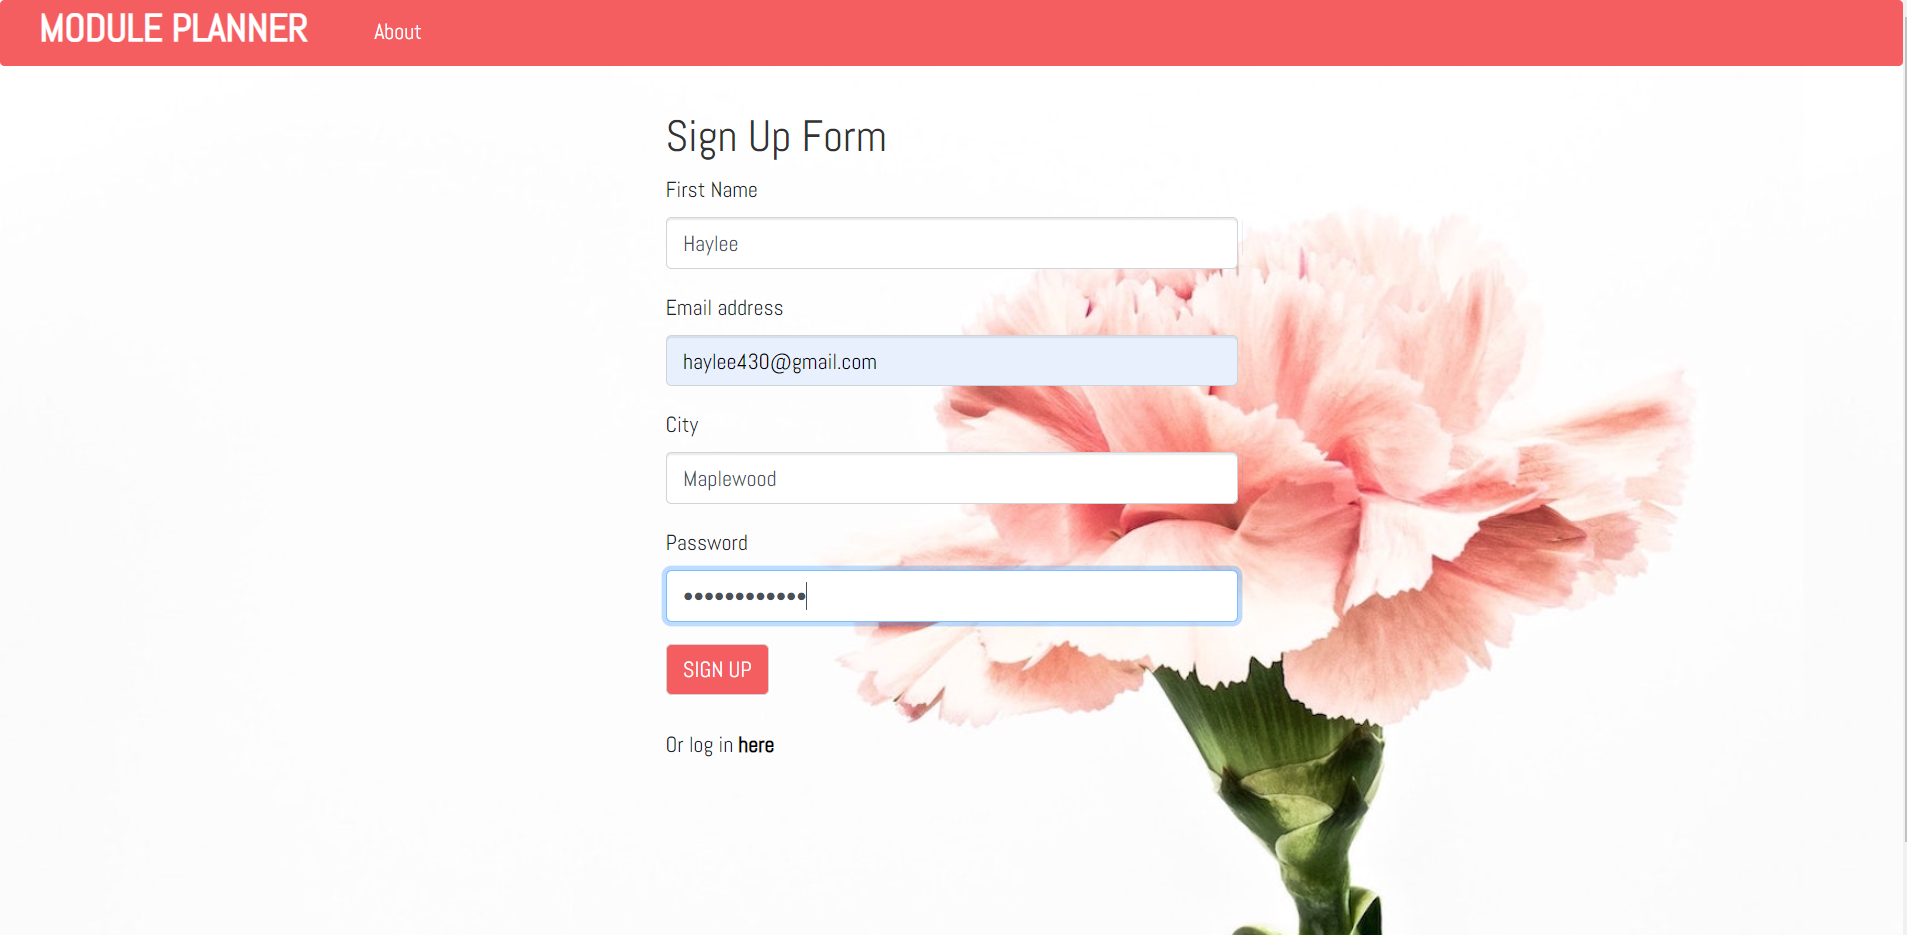 MODULE PLANNER About
Sign Up Form
First Name
Haylee
Email address
haylee430@gmail.com
City
Maplewood
Password
••••••••••••
SIGN UP
Or log in here